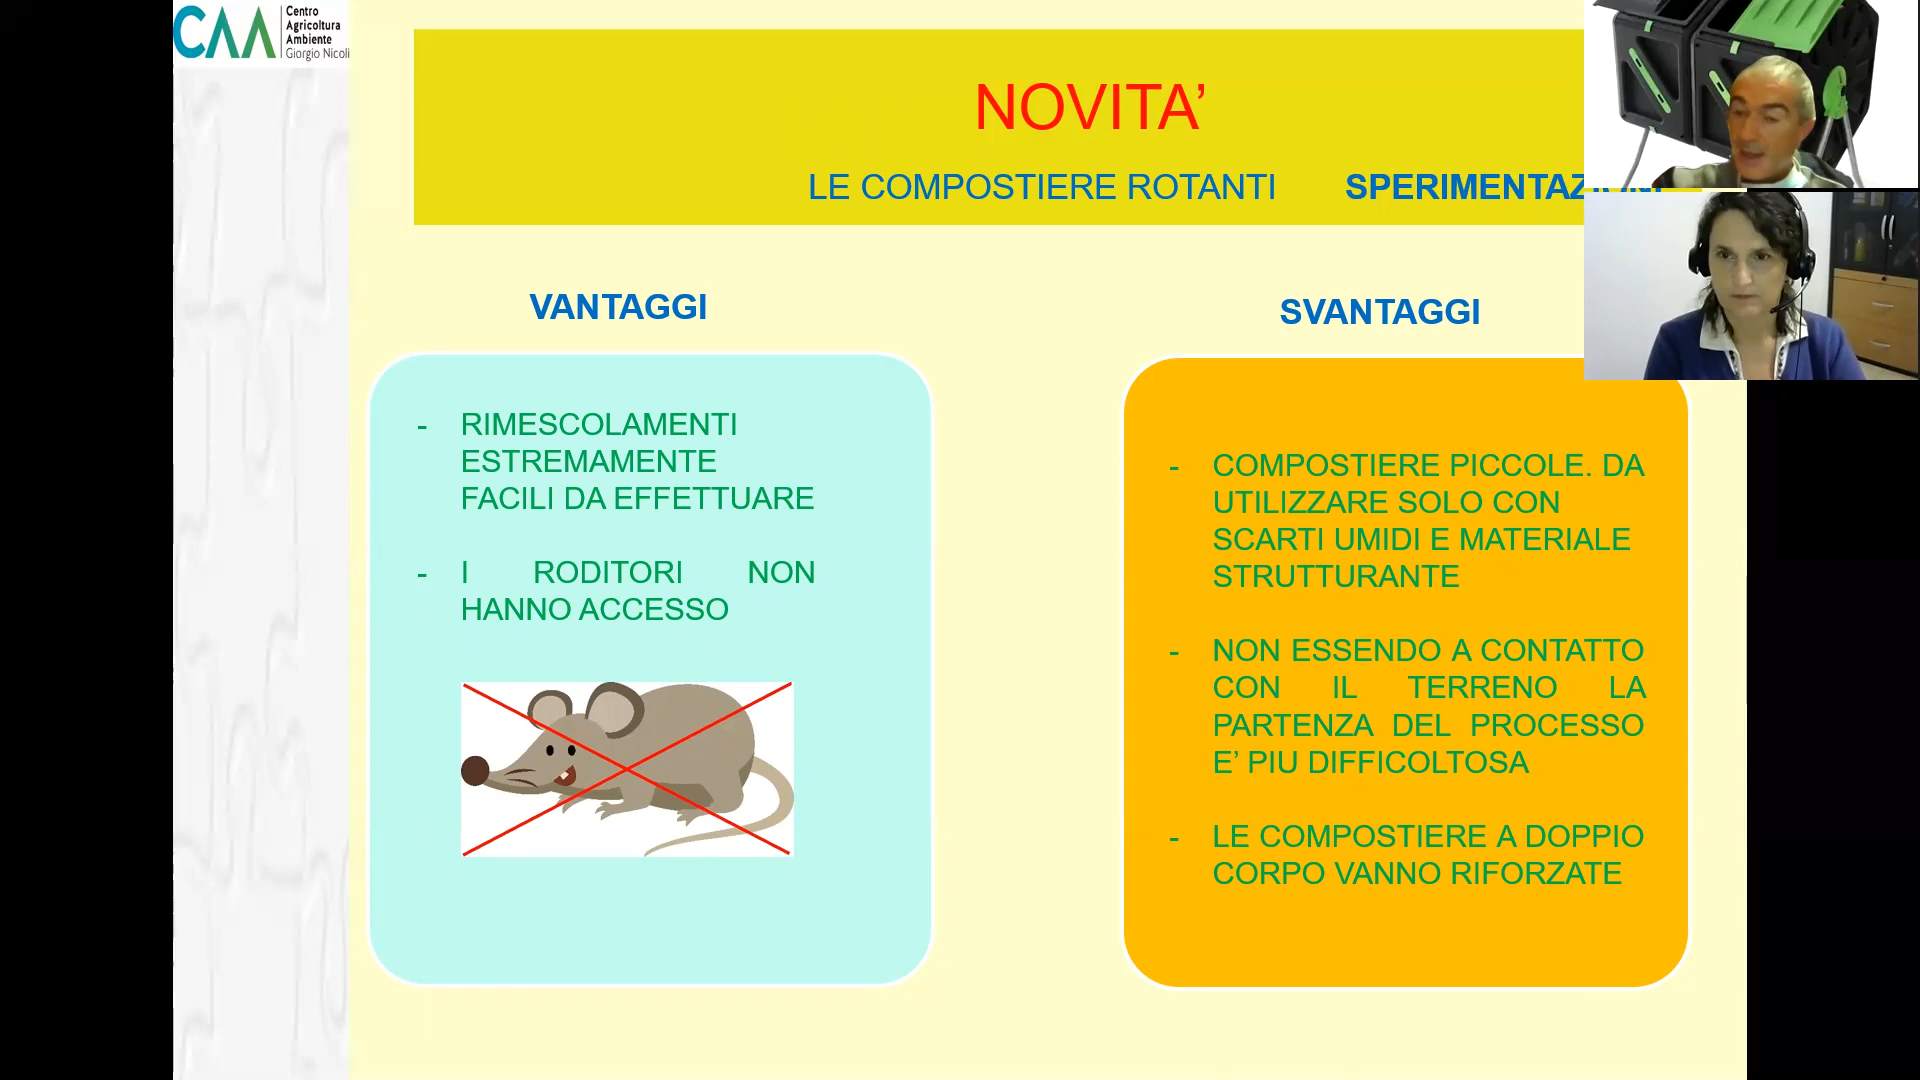 CAA
Centro
Agricoltura
Ambiente
Giorgio Nicoli
NOVITA’
LE COMPOSTIERE ROTANTI SPERIMENTAZIONI
VANTAGGI
- RIMESCOLAMENTI
ESTREMAMENTE
FACILI DA EFFETTUARE
- I RODITORI NON
HANNO ACCESSO
SVANTAGGI
- COMPOSTIERE PICCOLE. DA
UTILIZZARE SOLO CON
SCARTI UMIDI E MATERIALE
STRUTTURANTE
- NON ESSENDO A CONTATTO
CON IL TERRENO LA
PARTENZA DEL PROCESSO
E’ PIU DIFFICOLTOSA
- LE COMPOSTIERE A DOPPIO
CORPO VANNO RIFORZATE